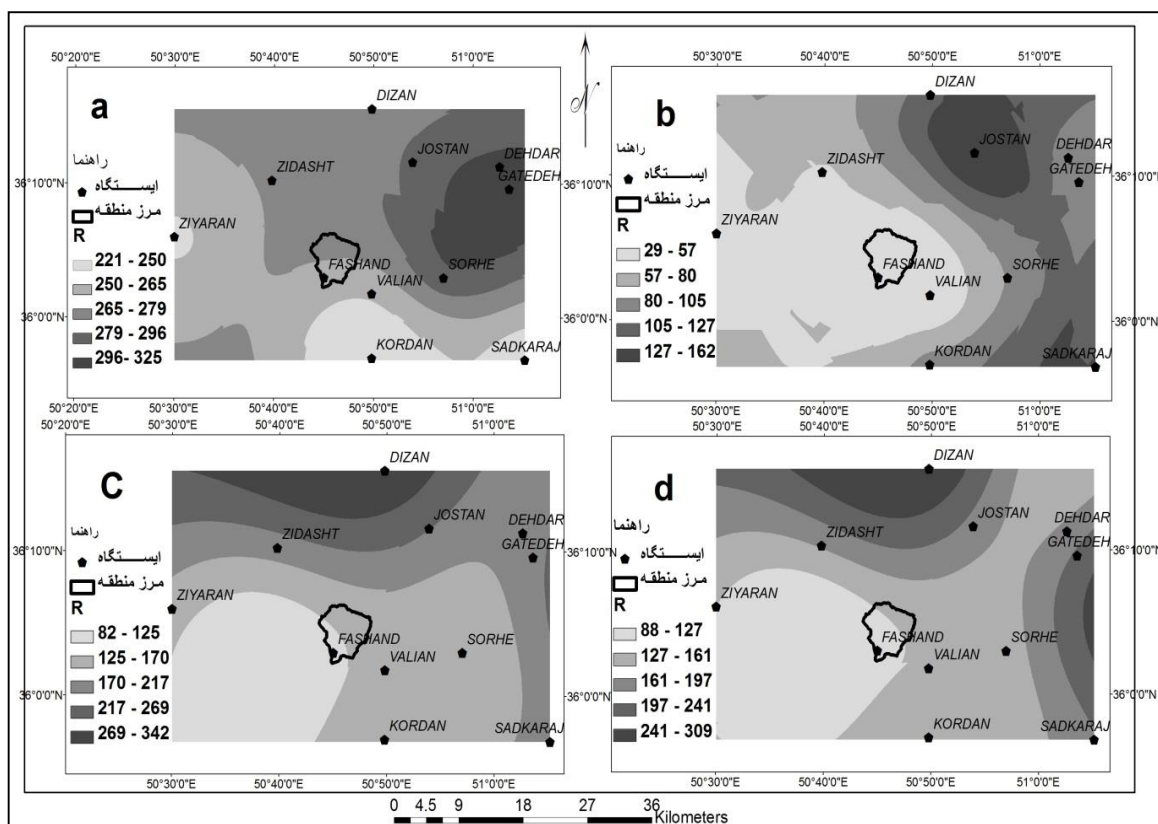 50°20'0"E 50°30'0"E 50°40'0"E 50°50'0"E 51°0'0"E
a
DIZAN
راهنما
ایستگاه
مرز منطقه
R
221 - 250
250 - 265
265 - 279
279 - 296
296- 325
ZIDASHT
JOSTAN
DEHDAR
GATEDEH
ZIYARAN
FASHAND
VALIAN
SORHE
KORDAN
SADKARAJ
36°10'0"N
36°0'0"N
50°20'0"E 50°30'0"E 50°40'0"E 50°50'0"E 51°0'0"E
N
50°30'0"E 50°40'0"E 50°50'0"E 51°0'0"E
b
DIZAN
راهنما
ایستگاه
مرز منطقه
R
29 - 57
57 - 80
80 - 105
105 - 127
127 - 162
ZIDASHT
JOSTAN
DEHDAR
GATEDEH
ZIYARAN
FASHAND
VALIAN
SORHE
KORDAN
SADKARAJ
36°10'0"N
36°10'0"N
36°0'0"N
36°0'0"N
50°30'0"E 50°40'0"E 50°50'0"E 51°0'0"E
50°20'0"E 50°30'0"E 50°40'0"E 50°50'0"E 51°0'0"E
C
DIZAN
راهنما
ایستگاه
مرز منطقه
R
82 - 125
125 - 170
170 - 217
217 - 269
269 - 342
ZIDASHT
JOSTAN
DEHDAR
GATEDEH
ZIYARAN
FASHAND
VALIAN
SORHE
KORDAN
SADKARAJ
36°10'0"N
36°0'0"N
50°30'0"E 50°40'0"E 50°50'0"E 51°0'0"E
d
DIZAN
راهنما
ایستگاه
مرز منطقه
R
88 - 127
127 - 161
161 - 197
197 - 241
241 - 309
ZIDASHT
JOSTAN
DEHDAR
GATEDEH
ZIYARAN
FASHAND
VALIAN
SORHE
KORDAN
SADKARAJ
36°10'0"N
36°10'0"N
36°0'0"N
36°0'0"N
50°30'0"E 50°40'0"E 50°50'0"E 51°0'0"E
0 4.5 9 18 27 36
Kilometers